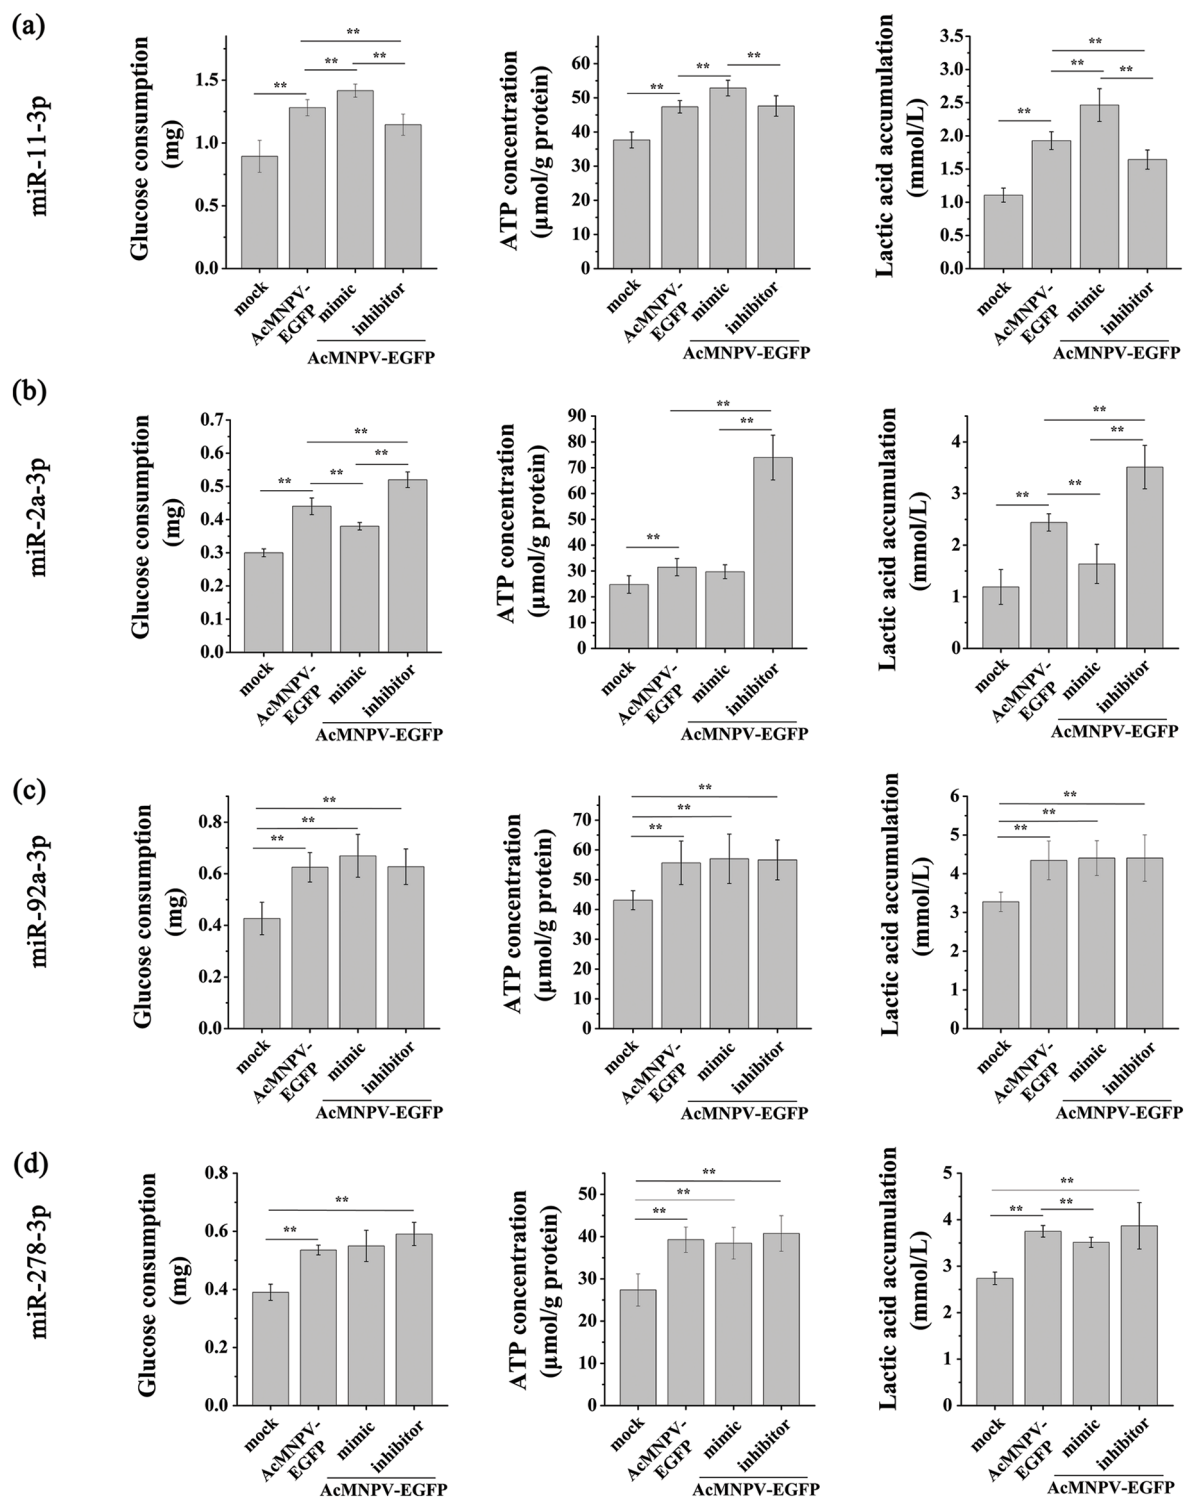 (a)
miR-11-3p
Glucose consumption
(mg)
1.5
1.0
0.5
0.0
**
**
**
**
mock
AcMNPV-
EGFP
mimic
inhibitor
AcMNPV-EGFP
ATP concentration
(μmol/g protein)
60
50
40
30
20
10
0
**
**
**
mock
AcMNPV-
EGFP
mimic
inhibitor
AcMNPV-EGFP
Lactic acid accumulation
(mmol/L)
3.5
3.0
2.5
2.0
1.5
1.0
0.5
0.0
**
**
**
**
mock
AcMNPV-
EGFP
mimic
inhibitor
AcMNPV-EGFP
(b)
miR-2a-3p
Glucose consumption
(mg)
0.7
0.6
0.5
0.4
0.3
0.2
0.1
0.0
**
**
**
**
mock
AcMNPV-
EGFP
mimic
inhibitor
AcMNPV-EGFP
ATP concentration
(μmol/g protein)
90
80
70
60
50
40
30
20
10
0
**
**
**
mock
AcMNPV-
EGFP
mimic
inhibitor
AcMNPV-EGFP
Lactic acid accumulation
(mmol/L)
4
3
2
1
0
**
**
**
**
mock
AcMNPV-
EGFP
mimic
inhibitor
AcMNPV-EGFP
(c)
miR-92a-3p
Glucose consumption
(mg)
0.8
0.6
0.4
0.2
0.0
**
**
**
mock
AcMNPV-
EGFP
mimic
inhibitor
AcMNPV-EGFP
ATP concentration
(μmol/g protein)
70
60
50
40
30
20
10
0
**
**
**
mock
AcMNPV-
EGFP
mimic
inhibitor
AcMNPV-EGFP
Lactic acid accumulation
(mmol/L)
6
5
4
3
2
1
0
**
**
**
mock
AcMNPV-
EGFP
mimic
inhibitor
AcMNPV-EGFP
(d)
miR-278-3p
Glucose consumption
(mg)
0.8
0.6
0.4
0.2
0.0
**
**
mock
AcMNPV-
EGFP
mimic
inhibitor
AcMNPV-EGFP
ATP concentration
(μmol/g protein)
50
40
30
20
10
0
**
**
**
mock
AcMNPV-
EGFP
mimic
inhibitor
AcMNPV-EGFP
Lactic acid accumulation
(mmol/L)
5
4
3
2
1
0
**
**
**
mock
AcMNPV-
EGFP
mimic
inhibitor
AcMNPV-EGFP